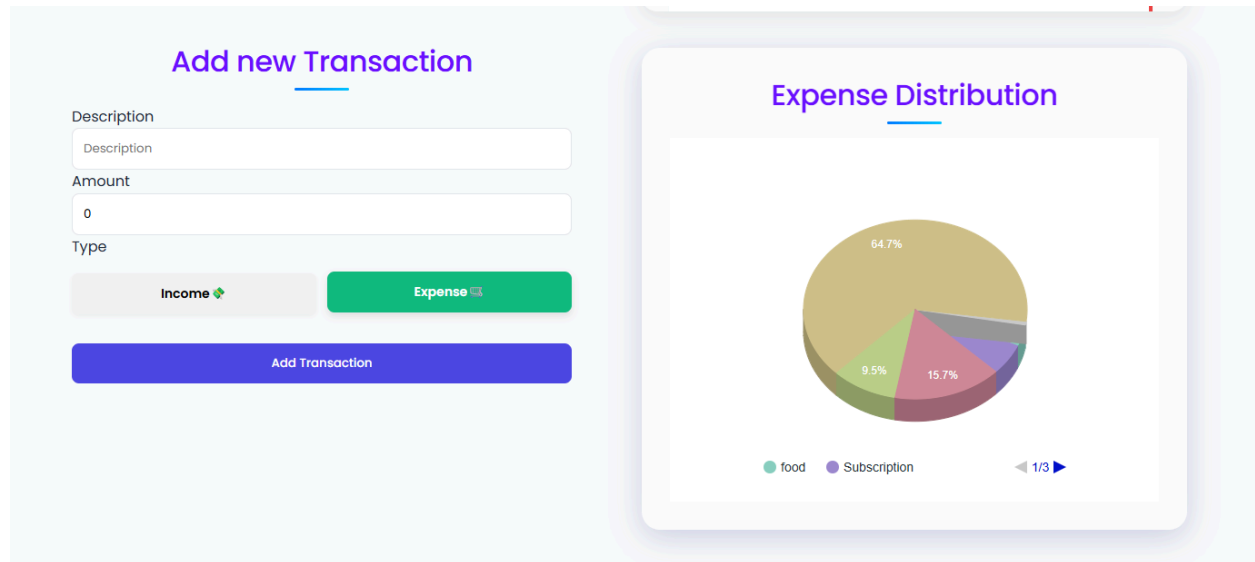 Add new Transaction
Description
Description
Amount
0
Type
Income💸
Expense💷
Add Transaction
Expense Distribution
64.7%
9.5%
15.7%
food
Subscription
1/3